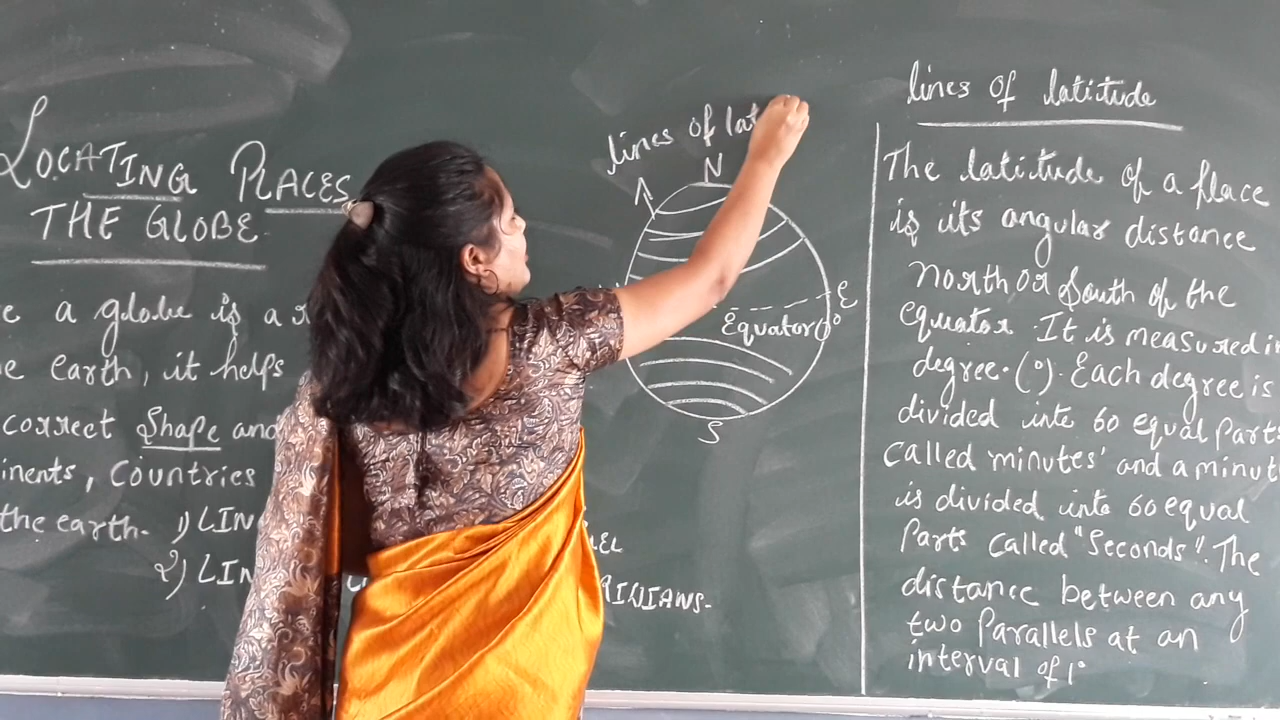 LOCATING PLACES
THE GLOBE
e a globe is a
e earth, it helps
correct Shape and
inents, Countries
the earth. 1) LIN
2) LIN
EL
RIDIANS.
lines of lat
N
E
Equator 0°
S
lines of latitude
The latitude of a place
is its angular distance
North or South of the
equator. It is measured in
degree. (°). Each degree is
divided into 60 equal Parts
called minutes' and a minut
is divided into 60 equal
Parts called "Seconds". The
distance between any
two Parallels at an
interval of 1°